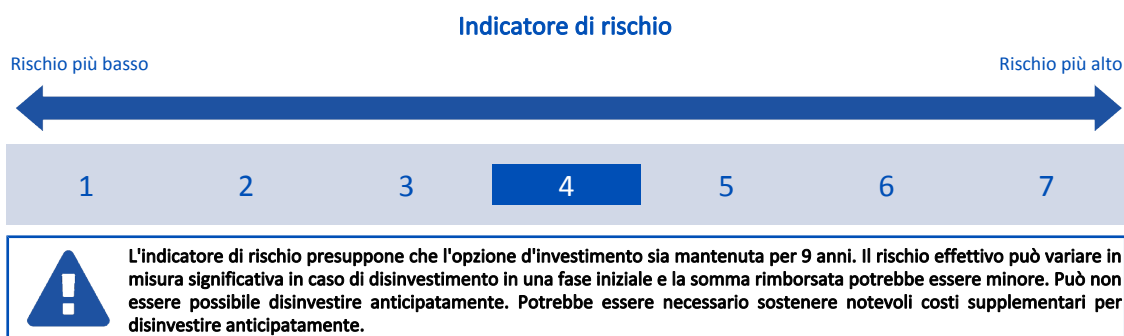 Indicatore di rischio
Rischio più basso Rischio più alto
1 2 3 4 5 6 7
L'indicatore di rischio presuppone che l'opzione d'investimento sia mantenuta per 9 anni. Il rischio effettivo può variare in
misura significativa in caso di disinvestimento in una fase iniziale e la somma rimborsata potrebbe essere minore. Può non
essere possibile disinvestire anticipatamente. Potrebbe essere necessario sostenere notevoli costi supplementari per
disinvestire anticipatamente.